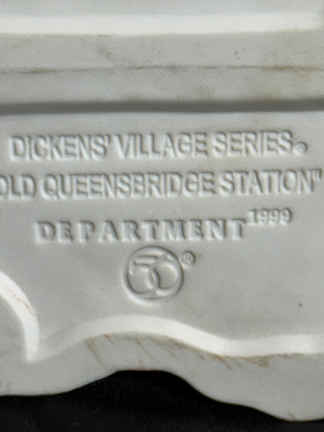 DICKENS' VILLAGE SERIES®
OLD QUEENSBRIDGE STATION"
DEPARTMENT 1999
56®